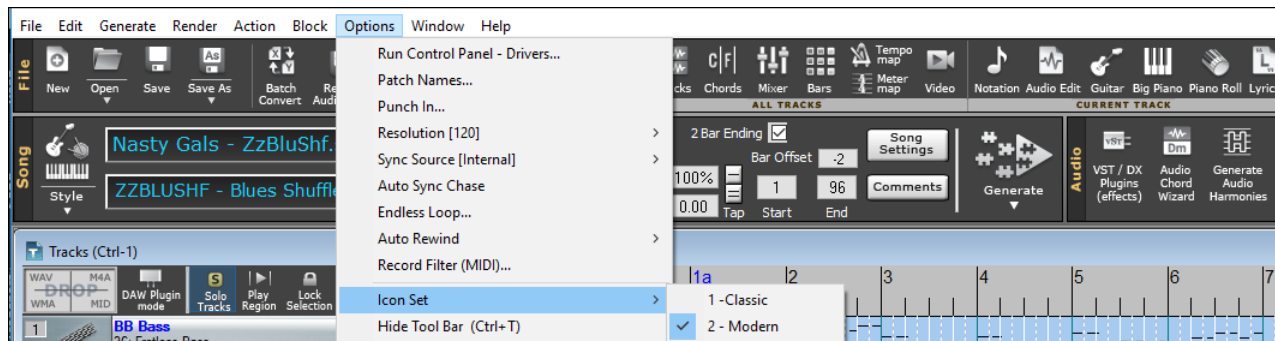 File Edit Generate Render Action Block Options Window Help
File
New Open Save Save As Batch Convert
As
Run Control Panel - Drivers...
Patch Names...
Punch In...
Resolution [120]
Sync Source [Internal]
Auto Sync Chase
Endless Loop...
Auto Rewind
Record Filter (MIDI)...
Icon Set
Hide Tool Bar (Ctrl+T)
1 -Classic
2 - Modern
C F
Chords Mixer Bars
Tempo map
Meter map
Video
ALL TRACKS
Notation Audio Edit Guitar Big Piano Piano Roll
CURRENT TRACK
Song
Style
Nasty Gals - ZzBluShf.
ZZBLUSHF - Blues Shuffle
2 Bar Ending
Bar Offset -2
100%
0.00
Tap
1
Start
96
End
Song Settings
Comments
Generate
Audio
VST
VST / DX Plugins (effects)
Dm
Audio Chord Wizard
Generate Audio Harmonies
Tracks (Ctrl-1)
WAV M4A
DROP
WMA MID
DAW Plugin mode
S
Solo Tracks
Play Region
Lock Selection
1a 2 3 4 5 6 7
1 BB Bass